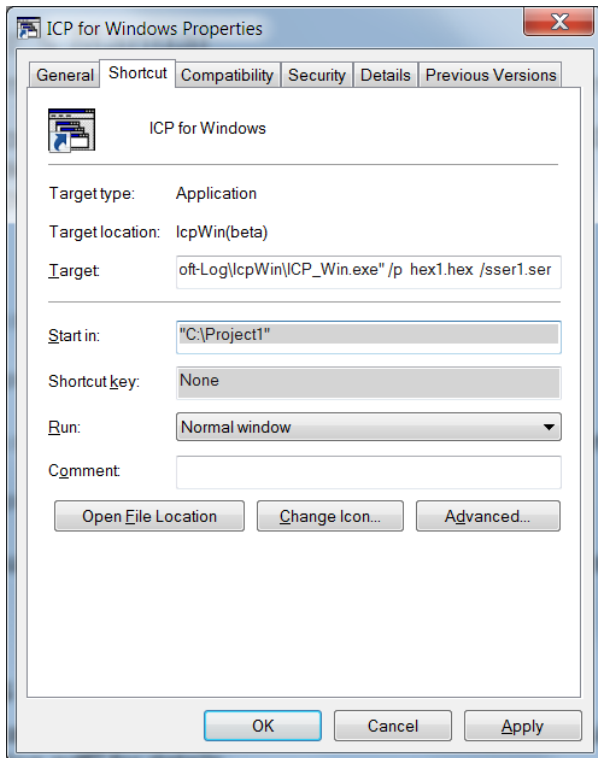 ICP for Windows Properties
General Shortcut Compatibility Security Details Previous Versions
ICP for Windows
Target type: Application
Target location: IcpWin(beta)
Target: oft-Log\IcpWin\ICP_Win.exe" /p hex1.hex /sser1.ser
Start in: "C:\Project1"
Shortcut key: None
Run: Normal window
Comment:
Open File Location Change Icon... Advanced...
OK Cancel Apply